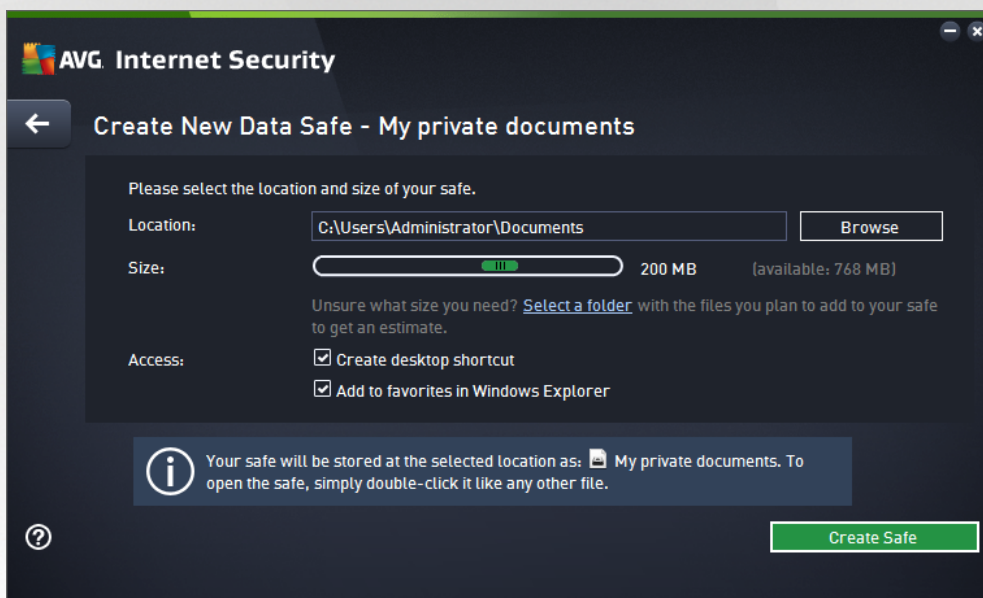 AVG Internet Security
Create New Data Safe - My private documents
Please select the location and size of your safe.
Location: C:\Users\Administrator\Documents Browse
Size: 200 MB (available: 768 MB)
Unsure what size you need? Select a folder with the files you plan to add to your safe
to get an estimate.
Access: Create desktop shortcut
Add to favorites in Windows Explorer
Your safe will be stored at the selected location as: My private documents. To
open the safe, simply double-click it like any other file.
Create Safe